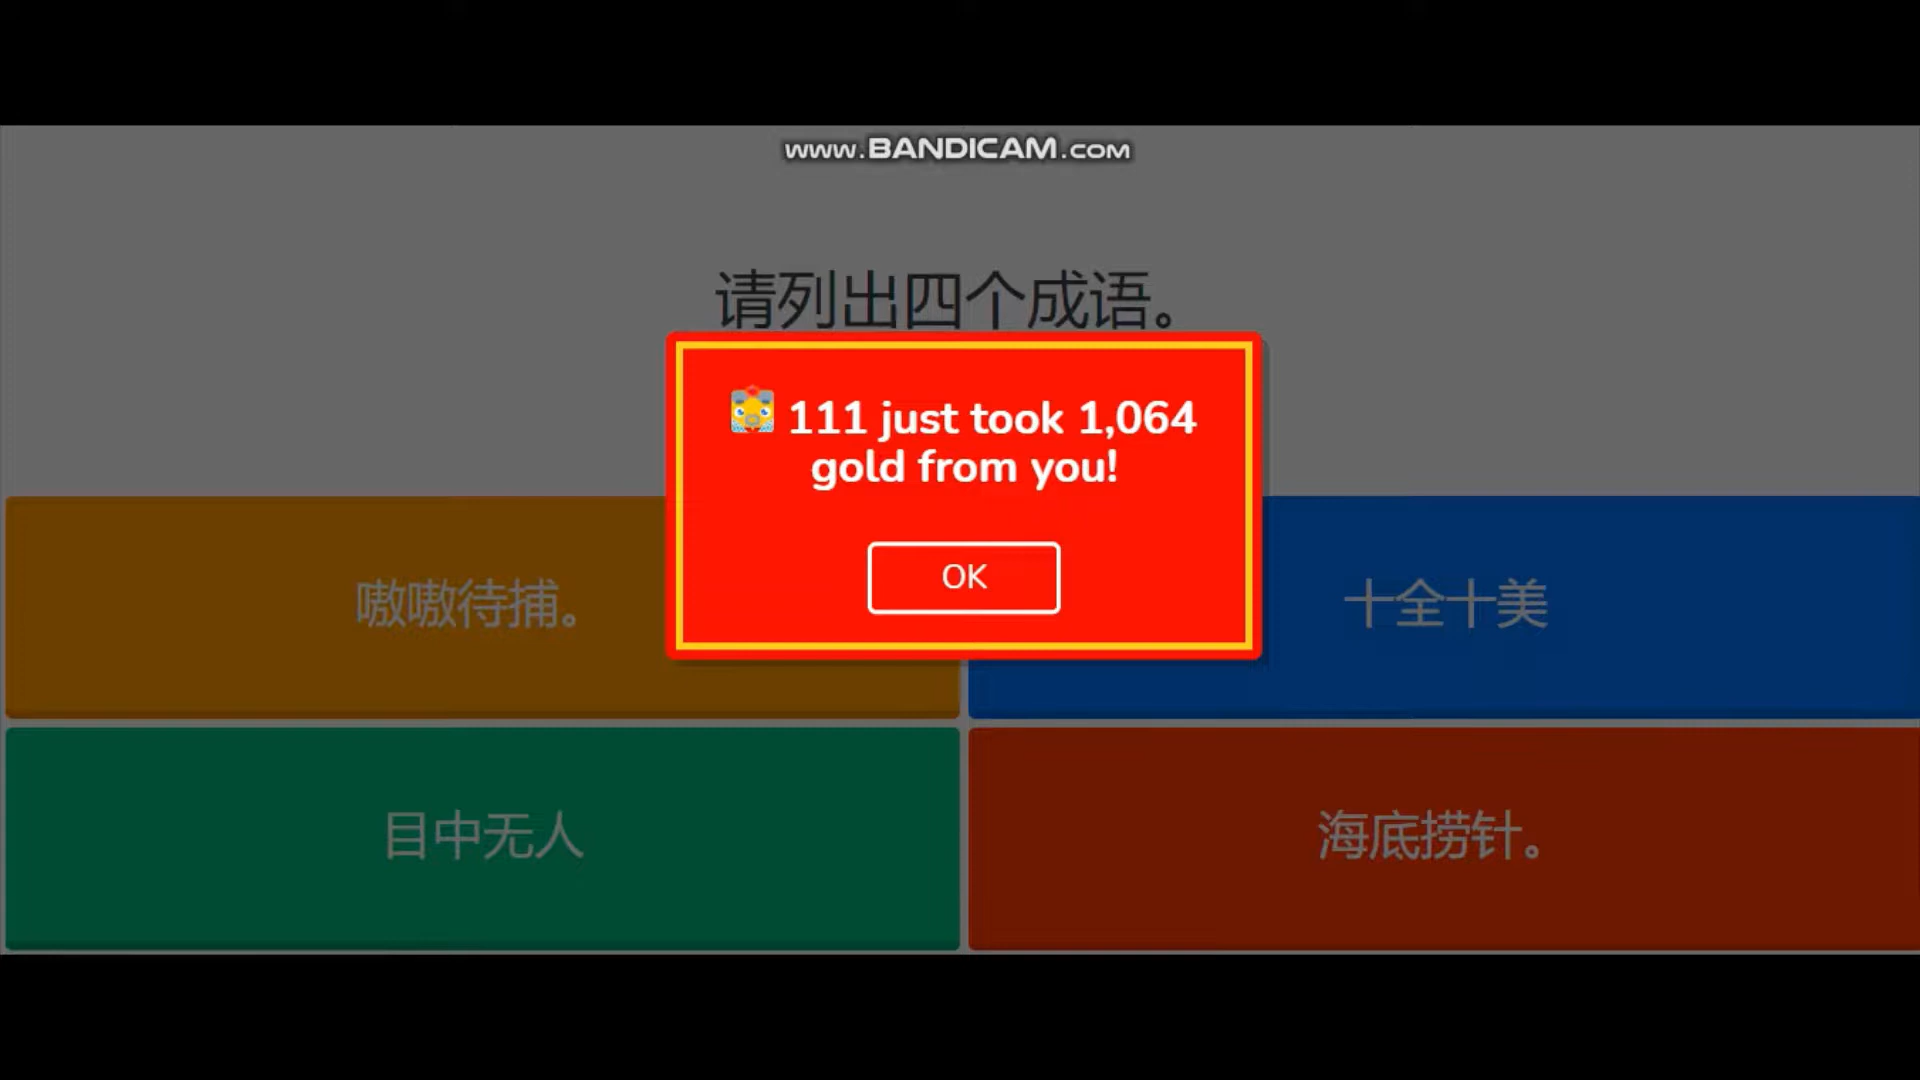 www.BANDICAM.com
请列出四个成语。
111 just took 1,064
gold from you!
OK
嗷嗷待捕。
十全十美
目中无人
海底捞针。